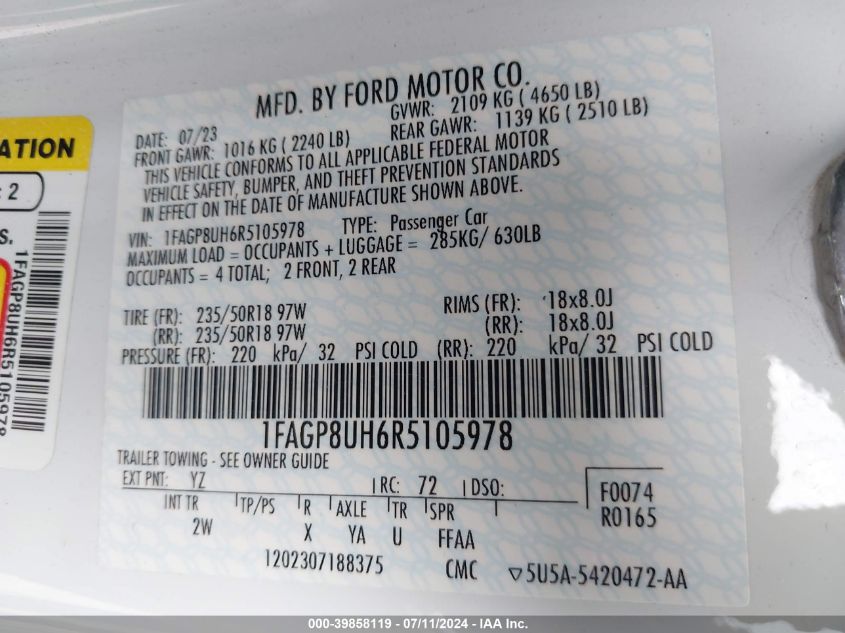 MFD. BY FORD MOTOR CO.
DATE: 07/23
GVWR: 2109 KG ( 4650 LB)
FRONT GAWR: 1016 KG ( 2240 LB)
REAR GAWR: 1139 KG ( 2510 LB)
THIS VEHICLE CONFORMS TO ALL APPLICABLE FEDERAL MOTOR
VEHICLE SAFETY, BUMPER, AND THEFT PREVENTION STANDARDS
IN EFFECT ON THE DATE OF MANUFACTURE SHOWN ABOVE.
VIN: 1FAGP8UH6R5105978 TYPE: Passenger Car
MAXIMUM LOAD = OCCUPANTS + LUGGAGE = 285KG/ 630LB
OCCUPANTS = 4 TOTAL; 2 FRONT, 2 REAR
TIRE (FR): 235/50R18 97W RIMS (FR): 18x8.0J
(RR): 235/50R18 97W (RR): 18x8.0J
PRESSURE (FR): 220 kPa/ 32 PSI COLD (RR): 220 kPa/ 32 PSI COLD
1FAGP8UH6R5105978
TRAILER TOWING - SEE OWNER GUIDE
EXT PNT: YZ RC: 72 DSO:
F0074
R0165
INT TR TP/PS R AXLE TR SPR
2W X YA U FFAA
1202307188375 CMC 5U5A-5420472-AA
ATION
: 2
S.
1FAGP8UH6R5105978
000-39858119 - 07/11/2024 - IAA Inc.